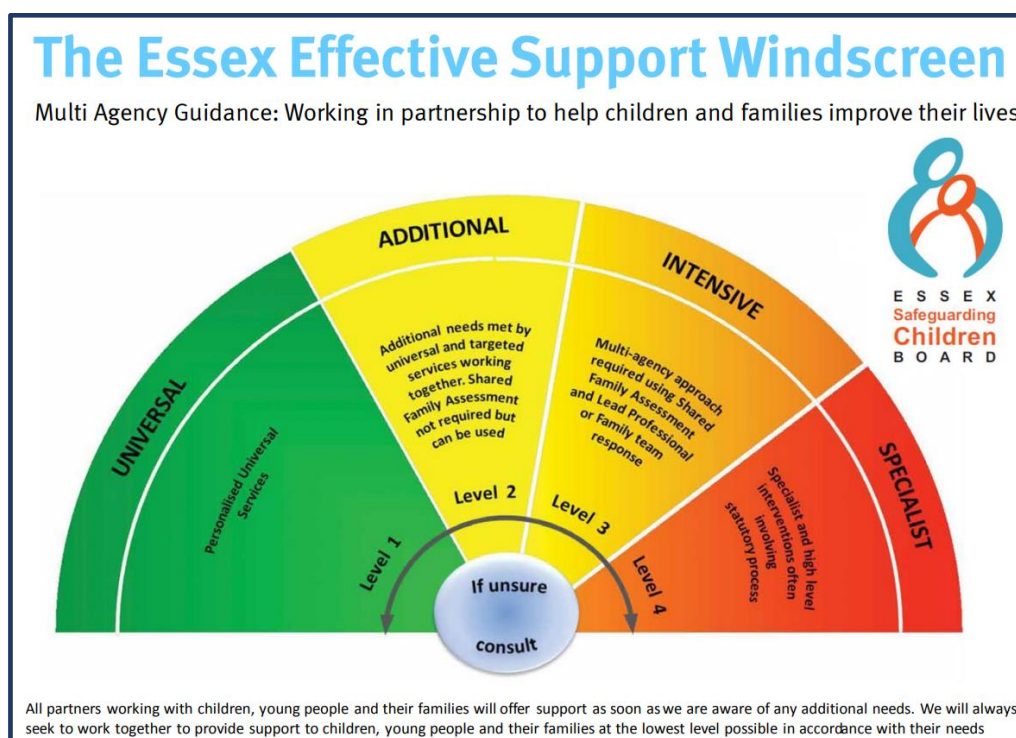 The Essex Effective Support Windscreen
Multi Agency Guidance: Working in partnership to help children and families improve their lives
ESSEX
Safeguarding
Children
BOARD
UNIVERSAL
Personalised Universal
Services
Level 1
ADDITIONAL
Additional needs met by
universal and targeted
services working
together. Shared
Family Assessment
not required but
can be used
Level 2
INTENSIVE
Multi-agency approach
required using Shared
Family Assessment
and Lead Professional
or Family team
response
Level 3
SPECIALIST
Specialist and high level
interventions often
involving
statutory process
Level 4
If unsure
consult
All partners working with children, young people and their families will offer support as soon as we are aware of any additional needs. We will always
seek to work together to provide support to children, young people and their families at the lowest level possible in accordance with their needs